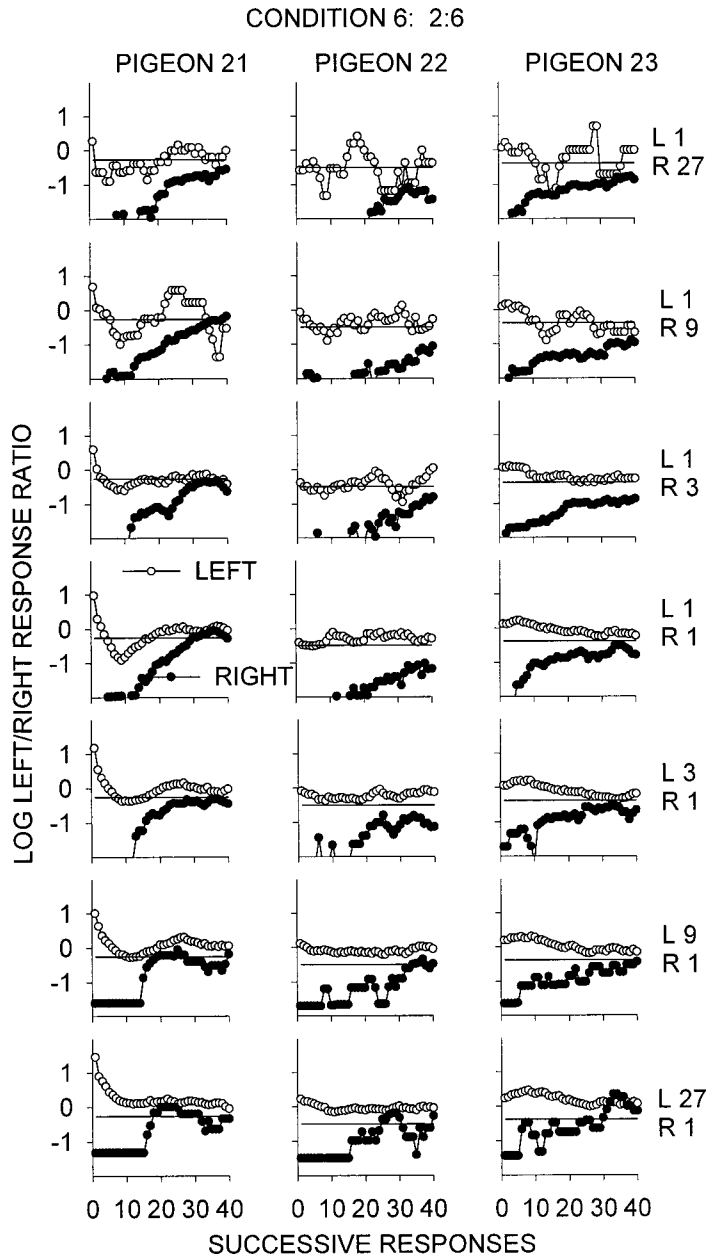 CONDITION 6: 2:6
PIGEON 21 PIGEON 22 PIGEON 23
LOG LEFT/RIGHT RESPONSE RATIO
1
0
-1
L 1
R 27
1
0
-1
L 1
R 9
1
0
-1
L 1
R 3
1
0
-1
LEFT
RIGHT
L 1
R 1
1
0
-1
L 3
R 1
1
0
-1
L 9
R 1
1
0
-1
L 27
R 1
0 10 20 30 40 0 10 20 30 40 0 10 20 30 40
SUCCESSIVE RESPONSES